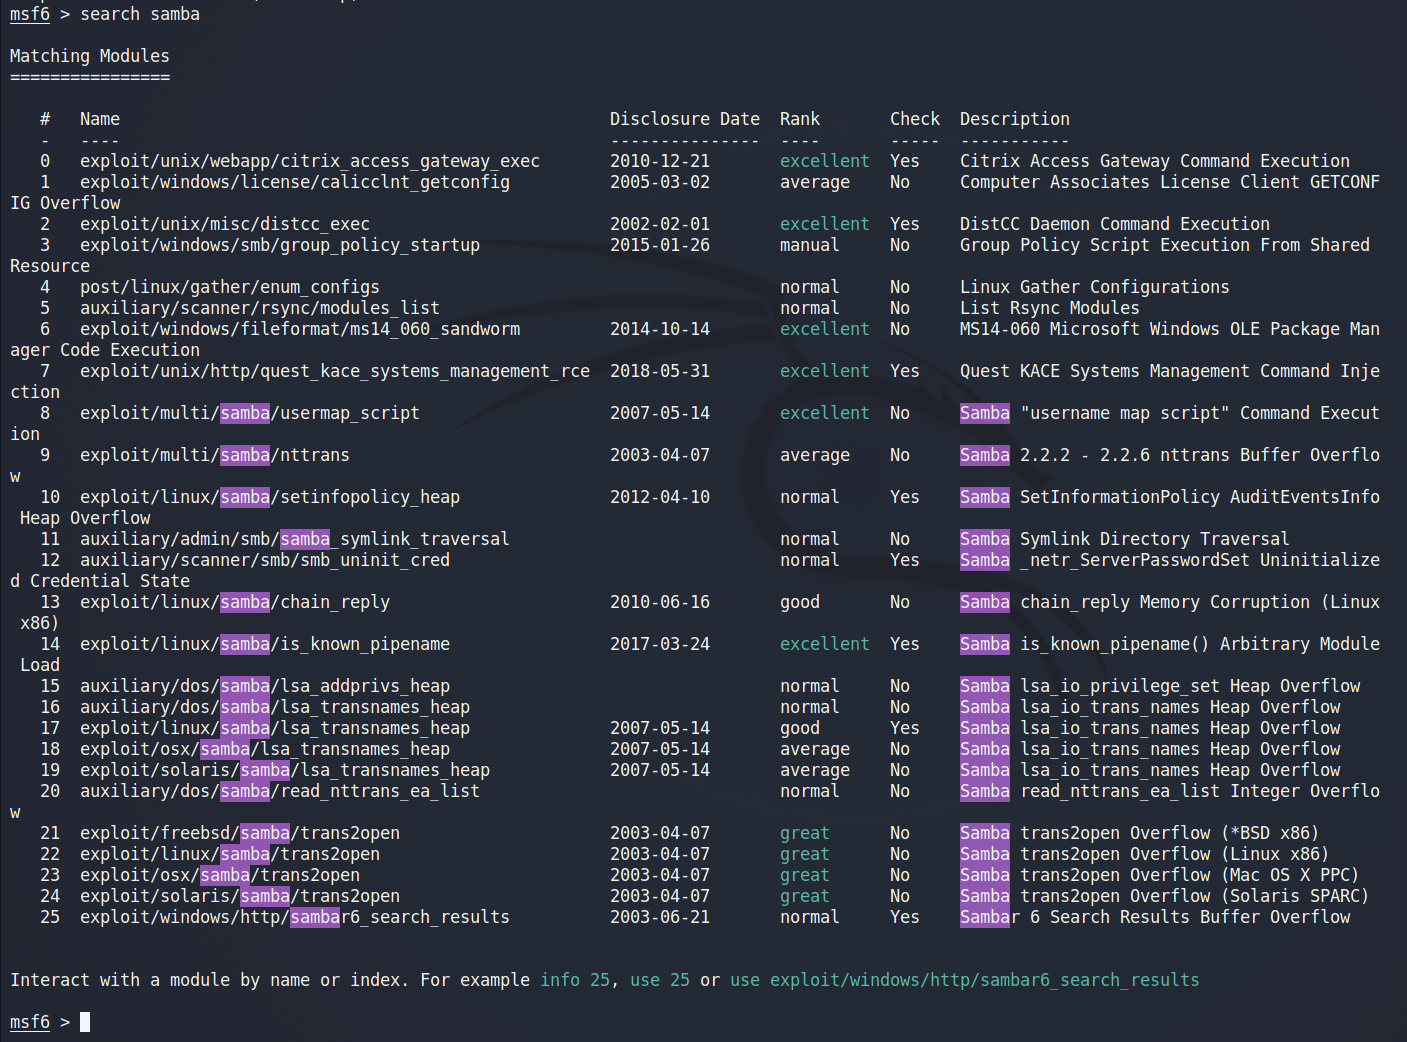 msf6 > search samba
Matching Modules
================
   #   Name                                                 Disclosure Date  Rank       Check  Description
   -   ----                                                 ---------------  ----       -----  -----------
   0   exploit/unix/webapp/citrix_access_gateway_exec       2010-12-21       excellent  Yes    Citrix Access Gateway Command Execution
   1   exploit/windows/license/calicclnt_getconfig          2005-03-02       average    No     Computer Associates License Client GETCONF
IG Overflow
   2   exploit/unix/misc/distcc_exec                        2002-02-01       excellent  Yes    DistCC Daemon Command Execution
   3   exploit/windows/smb/group_policy_startup             2015-01-26       manual     No     Group Policy Script Execution From Shared
Resource
   4   post/linux/gather/enum_configs                                        normal     No     Linux Gather Configurations
   5   auxiliary/scanner/rsync/modules_list                                  normal     No     List Rsync Modules
   6   exploit/windows/fileformat/ms14_060_sandworm         2014-10-14       excellent  No     MS14-060 Microsoft Windows OLE Package Man
ager Code Execution
   7   exploit/unix/http/quest_kace_systems_management_rce  2018-05-31       excellent  Yes    Quest KACE Systems Management Command Inje
ction
   8   exploit/multi/samba/usermap_script                   2007-05-14       excellent  No     Samba "username map script" Command Execut
ion
   9   exploit/multi/samba/nttrans                          2003-04-07       average    No     Samba 2.2.2 - 2.2.6 nttrans Buffer Overflo
w
   10  exploit/linux/samba/setinfopolicy_heap               2012-04-10       normal     Yes    Samba SetInformationPolicy AuditEventsInfo
 Heap Overflow
   11  auxiliary/admin/smb/samba_symlink_traversal                           normal     No     Samba Symlink Directory Traversal
   12  auxiliary/scanner/smb/smb_uninit_cred                                 normal     Yes    Samba _netr_ServerPasswordSet Uninitialize
d Credential State
   13  exploit/linux/samba/chain_reply                      2010-06-16       good       No     Samba chain_reply Memory Corruption (Linux
 x86)
   14  exploit/linux/samba/is_known_pipename                2017-03-24       excellent  Yes    Samba is_known_pipename() Arbitrary Module
 Load
   15  auxiliary/dos/samba/lsa_addprivs_heap                                 normal     No     Samba lsa_io_privilege_set Heap Overflow
   16  auxiliary/dos/samba/lsa_transnames_heap                               normal     No     Samba lsa_io_trans_names Heap Overflow
   17  exploit/linux/samba/lsa_transnames_heap              2007-05-14       good       Yes    Samba lsa_io_trans_names Heap Overflow
   18  exploit/osx/samba/lsa_transnames_heap                2007-05-14       average    No     Samba lsa_io_trans_names Heap Overflow
   19  exploit/solaris/samba/lsa_transnames_heap            2007-05-14       average    No     Samba lsa_io_trans_names Heap Overflow
   20  auxiliary/dos/samba/read_nttrans_ea_list                              normal     No     Samba read_nttrans_ea_list Integer Overflo
w
   21  exploit/freebsd/samba/trans2open                     2003-04-07       great      No     Samba trans2open Overflow (*BSD x86)
   22  exploit/linux/samba/trans2open                       2003-04-07       great      No     Samba trans2open Overflow (Linux x86)
   23  exploit/osx/samba/trans2open                         2003-04-07       great      No     Samba trans2open Overflow (Mac OS X PPC)
   24  exploit/solaris/samba/trans2open                     2003-04-07       great      No     Samba trans2open Overflow (Solaris SPARC)
   25  exploit/windows/http/sambar6_search_results          2003-06-21       normal     Yes    Sambar 6 Search Results Buffer Overflow
Interact with a module by name or index. For example info 25, use 25 or use exploit/windows/http/sambar6_search_results
msf6 >